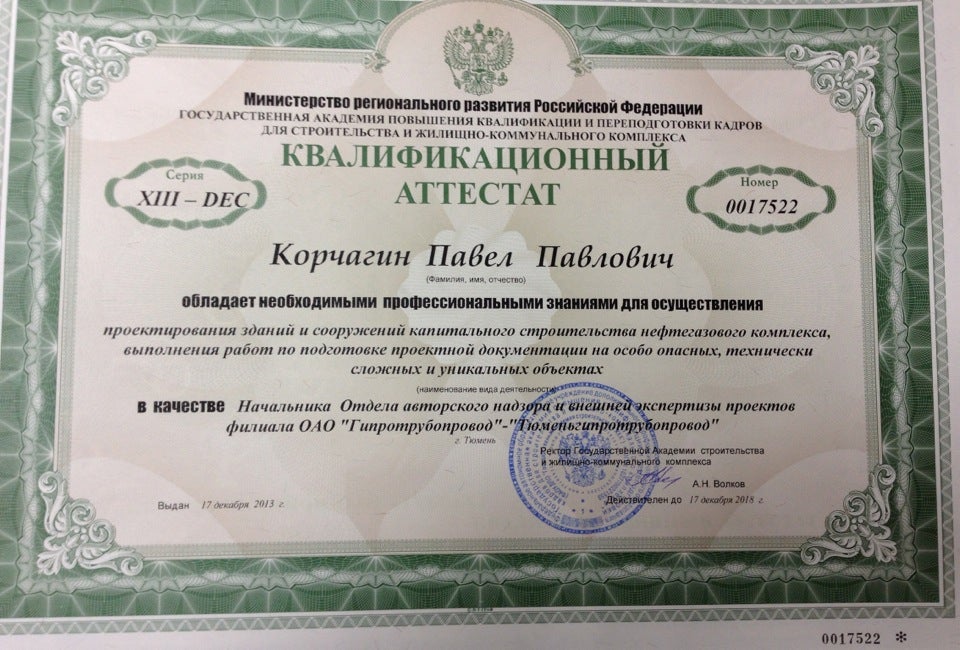 Министерство регионального развития Российской Федерации
ГОСУДАРСТВЕННАЯ АКАДЕМИЯ ПОВЫШЕНИЯ КВАЛИФИКАЦИИ И ПЕРЕПОДГОТОВКИ КАДРОВ
ДЛЯ СТРОИТЕЛЬСТВА И ЖИЛИЩНО-КОММУНАЛЬНОГО КОМПЛЕКСА
КВАЛИФИКАЦИОННЫЙ
АТТЕСТАТ
Серия
XIII – DEC
Номер
0017522
Корчагин Павел Павлович
(Фамилия, имя, отчество)
обладает необходимыми профессиональными знаниями для осуществления
проектирования зданий и сооружений капитального строительства нефтегазового комплекса,
выполнения работ по подготовке проектной документации на особо опасных, технически
сложных и уникальных объектах
(наименование вида деятельности)
в качестве Начальника Отдела авторского надзора и внешней экспертизы проектов
филиала ОАО "Гипротрубопровод"-"Тюменьгипротрубопровод"
г. Тюмень
Ректор Государственной Академии строительства
и жилищно-коммунального комплекса
А.Н. Волков
Выдан 17 декабря 2013 г.
Действителен до 17 декабря 2018 г.
0017522 *